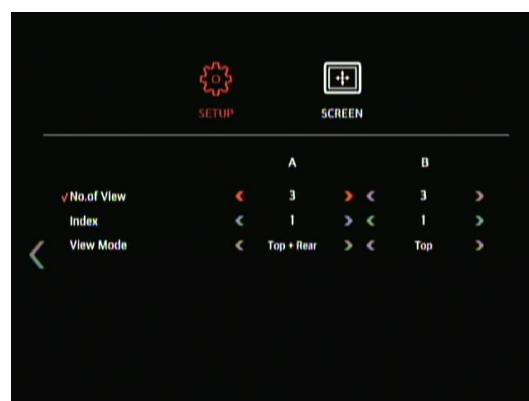 SETUP SCREEN
A B
√No.of View 3 3
Index 1 1
View Mode Top + Rear Top